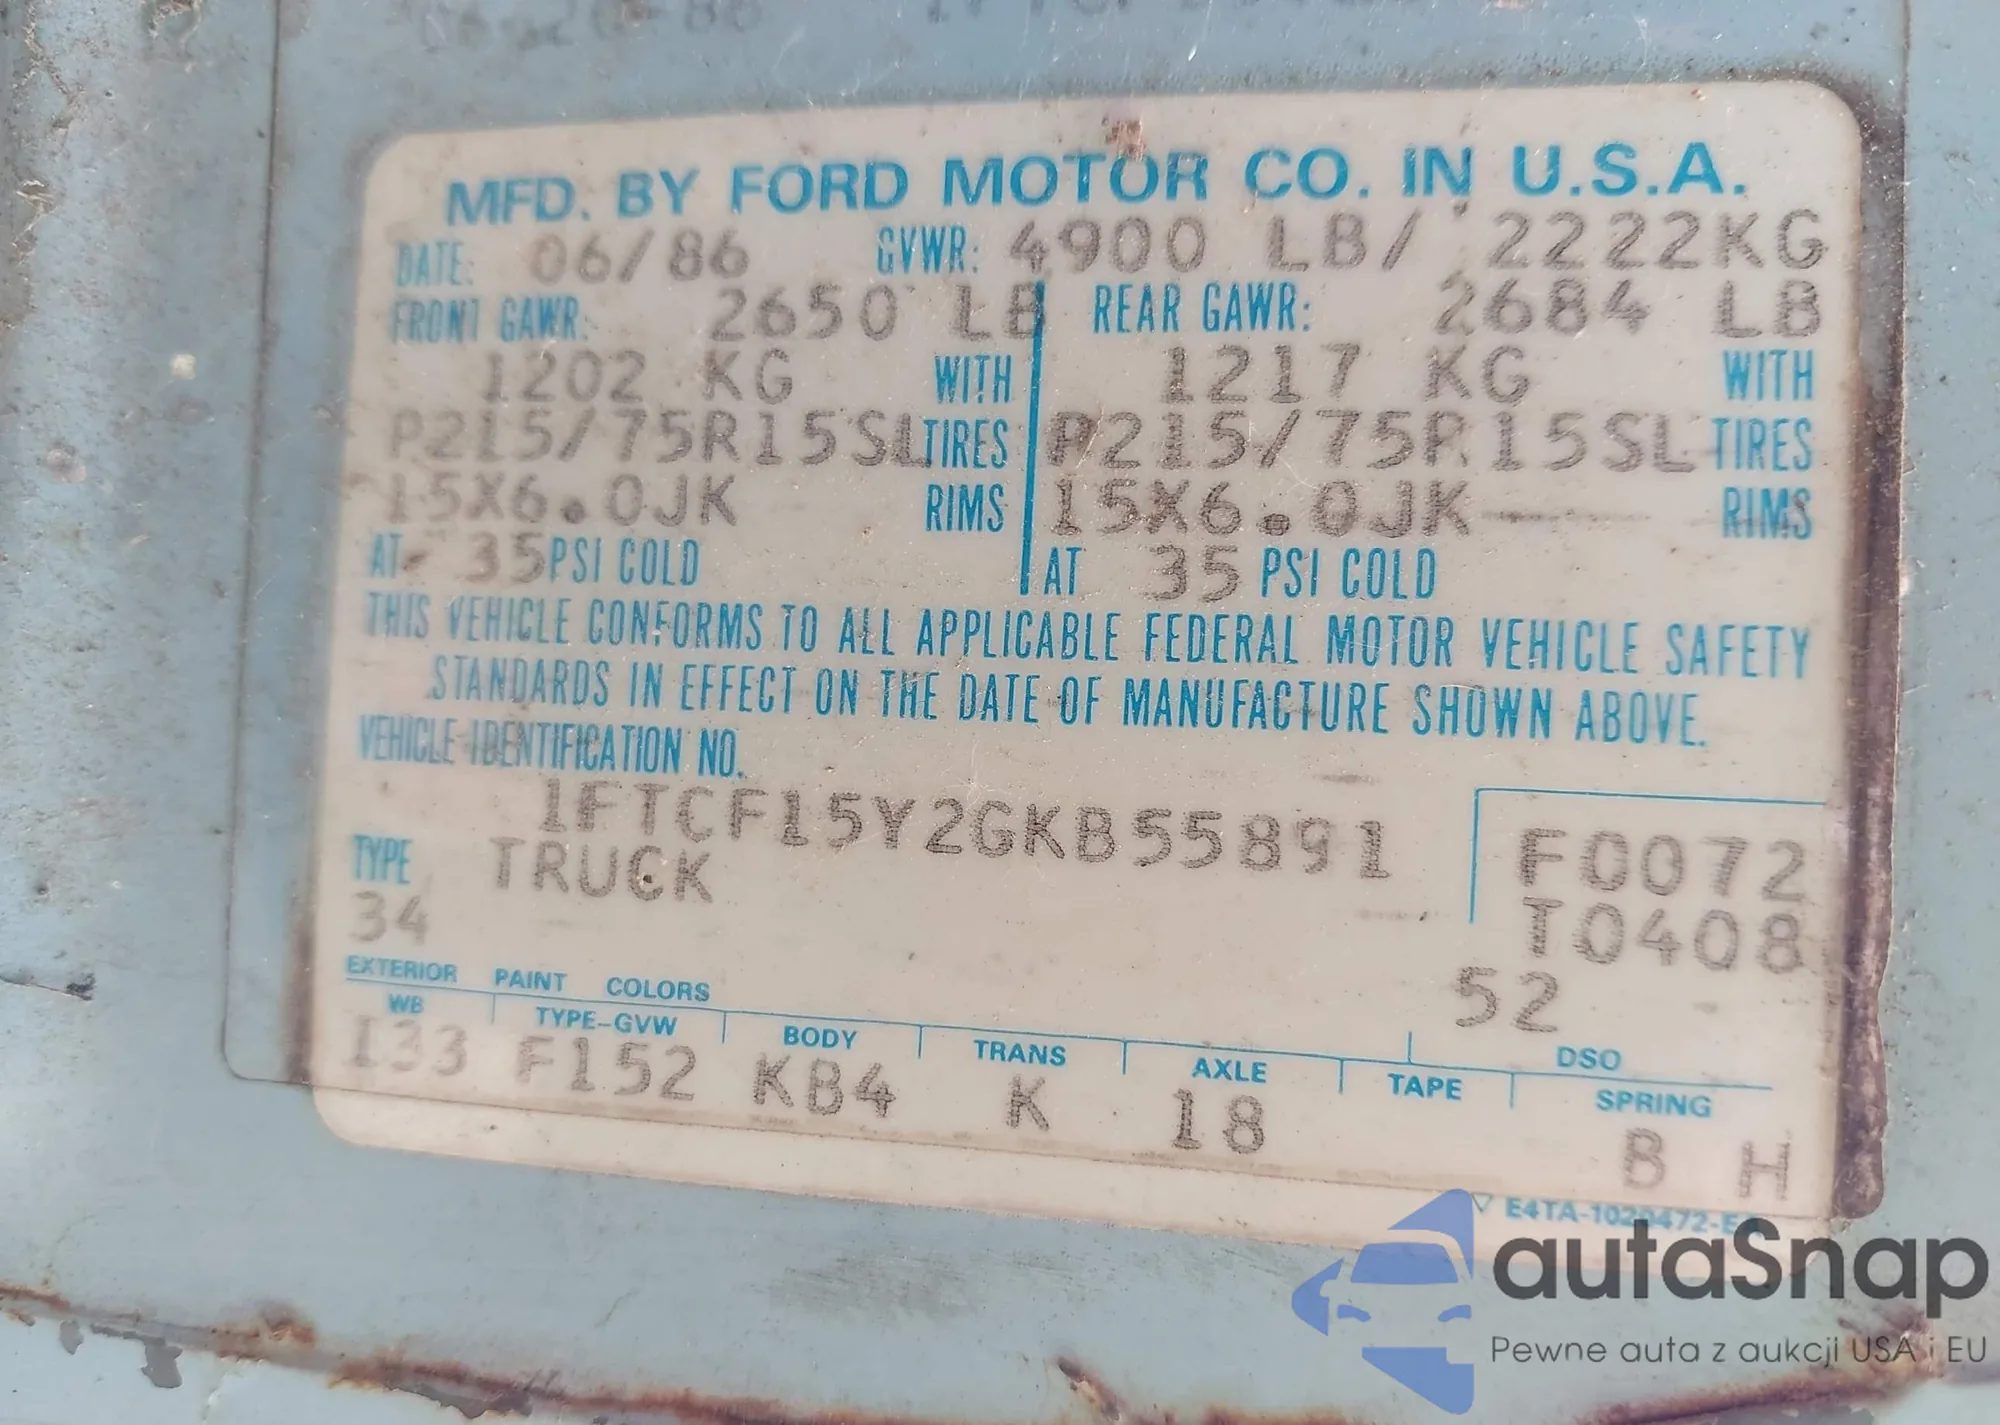 MFD. BY FORD MOTOR CO. IN U.S.A.
DATE: 06/86 GVWR: 4900 LB/ 2222KG
FRONT GAWR: 2650 LB REAR GAWR: 2684 LB
1202 KG WITH 1217 KG WITH
P215/75R15SL TIRES P215/75R15SL TIRES
15X6.0JK RIMS 15X6.0JK RIMS
AT 35 PSI COLD AT 35 PSI COLD
THIS VEHICLE CONFORMS TO ALL APPLICABLE FEDERAL MOTOR VEHICLE SAFETY
STANDARDS IN EFFECT ON THE DATE OF MANUFACTURE SHOWN ABOVE.
VEHICLE IDENTIFICATION NO.
1FTCF15Y2GKB55891
TYPE TRUCK F0072
34 T0408
52
EXTERIOR PAINT COLORS DSO
WB TYPE-GVW BODY TRANS AXLE TAPE SPRING
133 F152 KB4 K 18 B H
autaSnap
Pewne auta z aukcji USA i EU